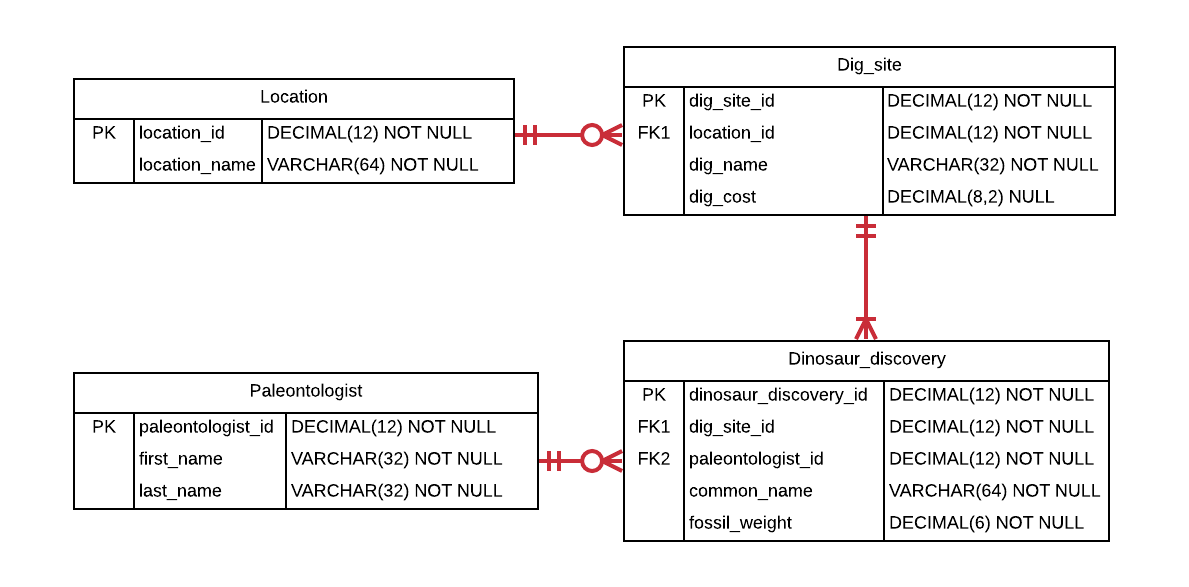 Location
PK location_id DECIMAL(12) NOT NULL
location_name VARCHAR(64) NOT NULL
Dig_site
PK dig_site_id DECIMAL(12) NOT NULL
FK1 location_id DECIMAL(12) NOT NULL
dig_name VARCHAR(32) NOT NULL
dig_cost DECIMAL(8,2) NULL
Paleontologist
PK paleontologist_id DECIMAL(12) NOT NULL
first_name VARCHAR(32) NOT NULL
last_name VARCHAR(32) NOT NULL
Dinosaur_discovery
PK dinosaur_discovery_id DECIMAL(12) NOT NULL
FK1 dig_site_id DECIMAL(12) NOT NULL
FK2 paleontologist_id DECIMAL(12) NOT NULL
common_name VARCHAR(64) NOT NULL
fossil_weight DECIMAL(6) NOT NULL